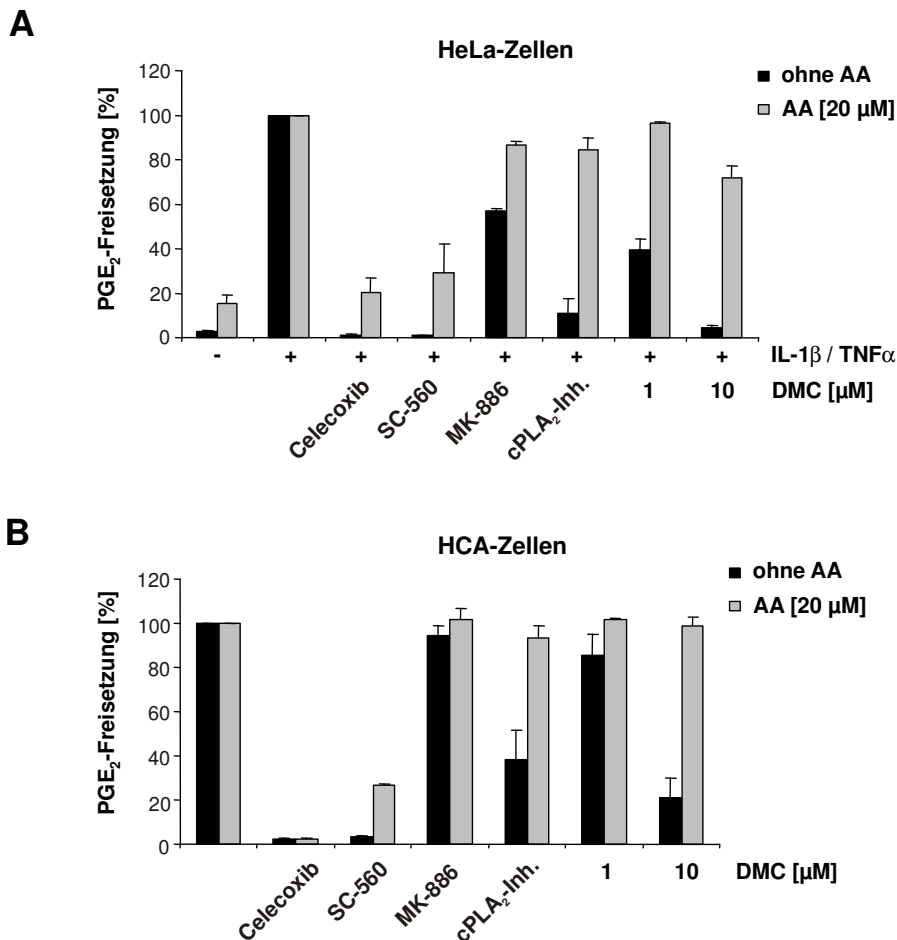 A
HeLa-Zellen
PGE₂-Freisetzung [%]
120
100
80
60
40
20
0
ohne AA
AA [20 µM]
- + + + + + + + IL-1β / TNFα
Celecoxib SC-560 MK-886 cPLA₂-Inh. 1 10 DMC [µM]
B
HCA-Zellen
PGE₂-Freisetzung [%]
120
100
80
60
40
20
0
ohne AA
AA [20 µM]
Celecoxib SC-560 MK-886 cPLA₂-Inh. 1 10 DMC [µM]